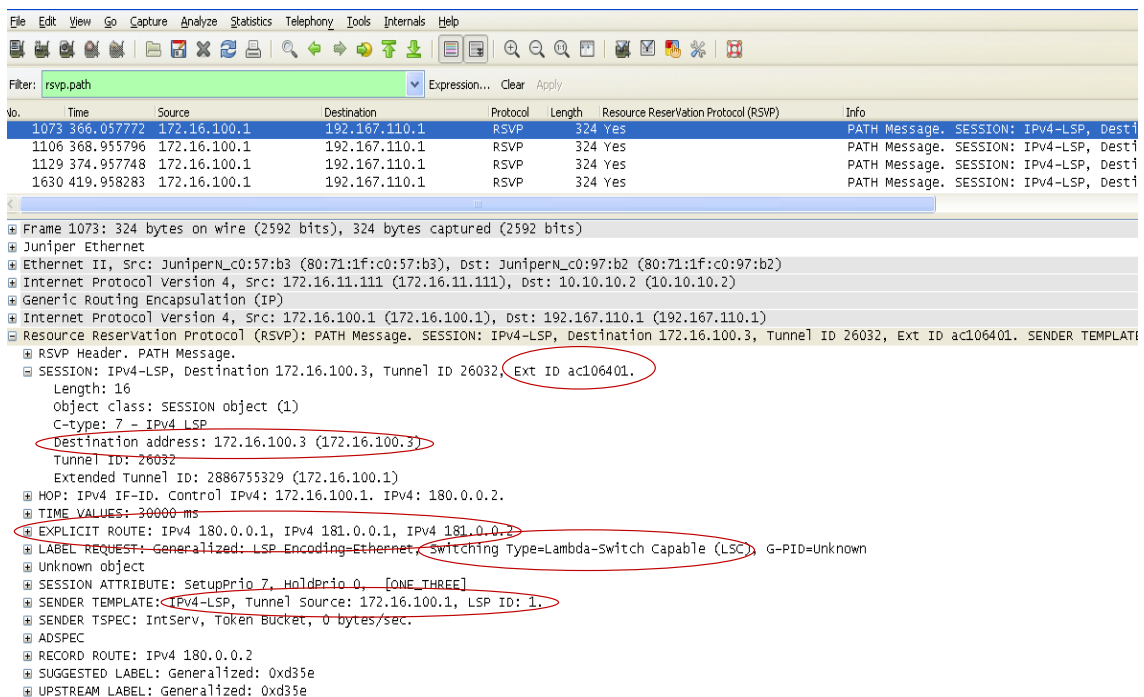 File Edit View Go Capture Analyze Statistics Telephony Tools Internals Help
Filter: rsvp.path Expression... Clear Apply
No. Time Source Destination Protocol Length Resource ReserVation Protocol (RSVP) Info
1073 366.057772 172.16.100.1 192.167.110.1 RSVP 324 Yes PATH Message. SESSION: IPv4-LSP, Desti
1106 368.955796 172.16.100.1 192.167.110.1 RSVP 324 Yes PATH Message. SESSION: IPv4-LSP, Desti
1129 374.957748 172.16.100.1 192.167.110.1 RSVP 324 Yes PATH Message. SESSION: IPv4-LSP, Desti
1630 419.958283 172.16.100.1 192.167.110.1 RSVP 324 Yes PATH Message. SESSION: IPv4-LSP, Desti
Frame 1073: 324 bytes on wire (2592 bits), 324 bytes captured (2592 bits)
Juniper Ethernet
Ethernet II, Src: JuniperN_c0:57:b3 (80:71:1f:c0:57:b3), Dst: JuniperN_c0:97:b2 (80:71:1f:c0:97:b2)
Internet Protocol Version 4, Src: 172.16.11.111 (172.16.11.111), Dst: 10.10.10.2 (10.10.10.2)
Generic Routing Encapsulation (IP)
Internet Protocol Version 4, Src: 172.16.100.1 (172.16.100.1), Dst: 192.167.110.1 (192.167.110.1)
Resource ReserVation Protocol (RSVP): PATH Message. SESSION: IPv4-LSP, Destination 172.16.100.3, Tunnel ID 26032, Ext ID ac106401. SENDER TEMPLATE
RSVP Header. PATH Message.
SESSION: IPv4-LSP, Destination 172.16.100.3, Tunnel ID 26032, Ext ID ac106401.
Length: 16
Object class: SESSION object (1)
C-type: 7 - IPv4 LSP
Destination address: 172.16.100.3 (172.16.100.3)
Tunnel ID: 26032
Extended Tunnel ID: 2886755329 (172.16.100.1)
HOP: IPv4 IF-ID. Control IPv4: 172.16.100.1. IPv4: 180.0.0.2.
TIME VALUES: 30000 ms
EXPLICIT ROUTE: IPv4 180.0.0.1, IPv4 181.0.0.1, IPv4 181.0.0.2
LABEL REQUEST: Generalized: LSP Encoding=Ethernet, Switching Type=Lambda-Switch Capable (LSC), G-PID=Unknown
Unknown object
SESSION ATTRIBUTE: SetupPrio 7, HoldPrio 0, [ONE_THREE]
SENDER TEMPLATE: IPv4-LSP, Tunnel Source: 172.16.100.1, LSP ID: 1.
SENDER TSPEC: IntServ, Token Bucket, 0 bytes/sec.
ADSPEC
RECORD ROUTE: IPv4 180.0.0.2
SUGGESTED LABEL: Generalized: 0xd35e
UPSTREAM LABEL: Generalized: 0xd35e